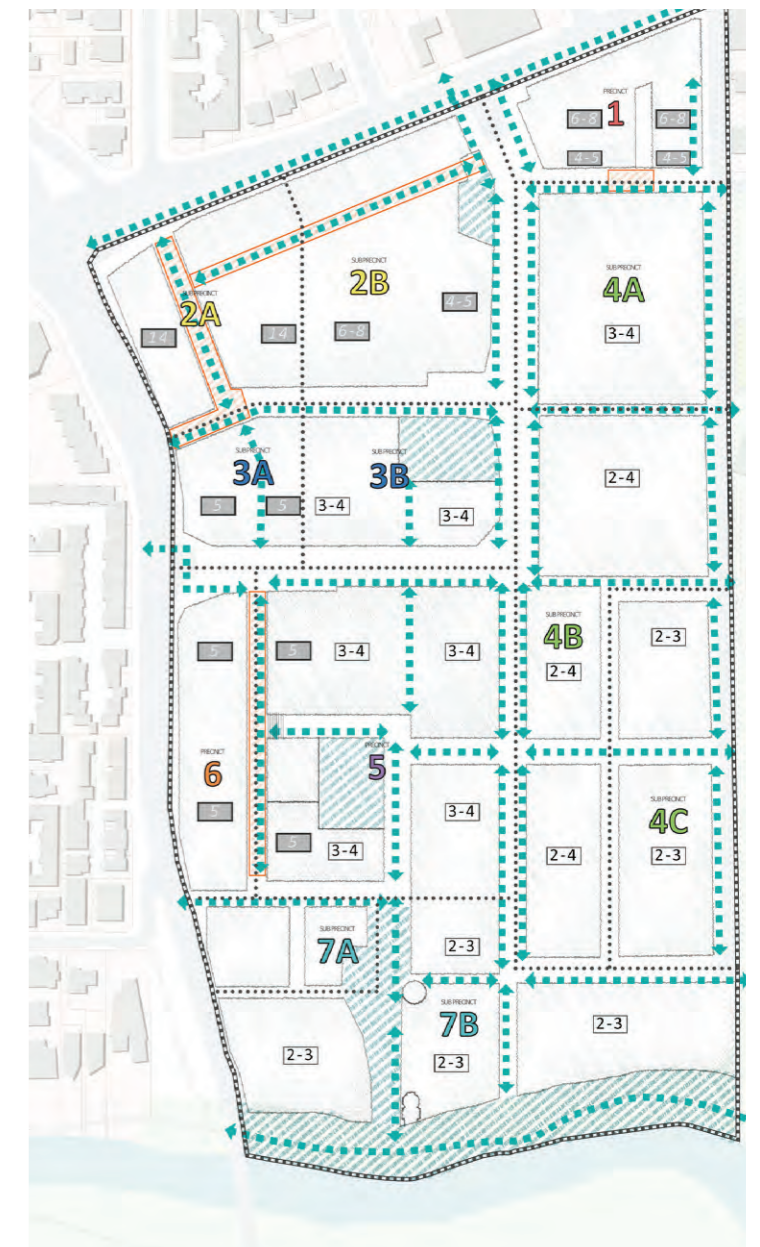 PRECINCT
1
6-8
6-8
4-5
4-5
SUB PRECINCT
2B
SUB PRECINCT
2A
SUB PRECINCT
4A
4-5
14
14
6-8
3-4
SUB PRECINCT
3A
SUB PRECINCT
3B
2-4
5
5
3-4
3-4
SUB PRECINCT
4B
2-4
2-3
5
5
3-4
3-4
PRECINCT
6
PRECINCT
5
SUB PRECINCT
4C
5
3-4
5
3-4
2-4
2-3
SUB PRECINCT
7A
2-3
SUB PRECINCT
7B
2-3
2-3
2-3